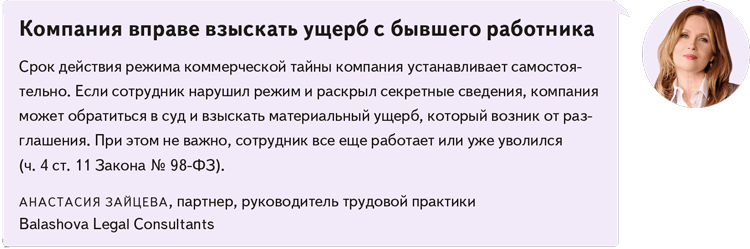 Компания вправе взыскать ущерб с бывшего работника
Срок действия режима коммерческой тайны компания устанавливает самостоя-
тельно. Если сотрудник нарушил режим и раскрыл секретные сведения, компания
может обратиться в суд и взыскать материальный ущерб, который возник от раз-
глашения. При этом не важно, сотрудник все еще работает или уже уволился
(ч. 4 ст. 11 Закона № 98-ФЗ).
АНАСТАСИЯ ЗАЙЦЕВА, партнер, руководитель трудовой практики
Balashova Legal Consultants